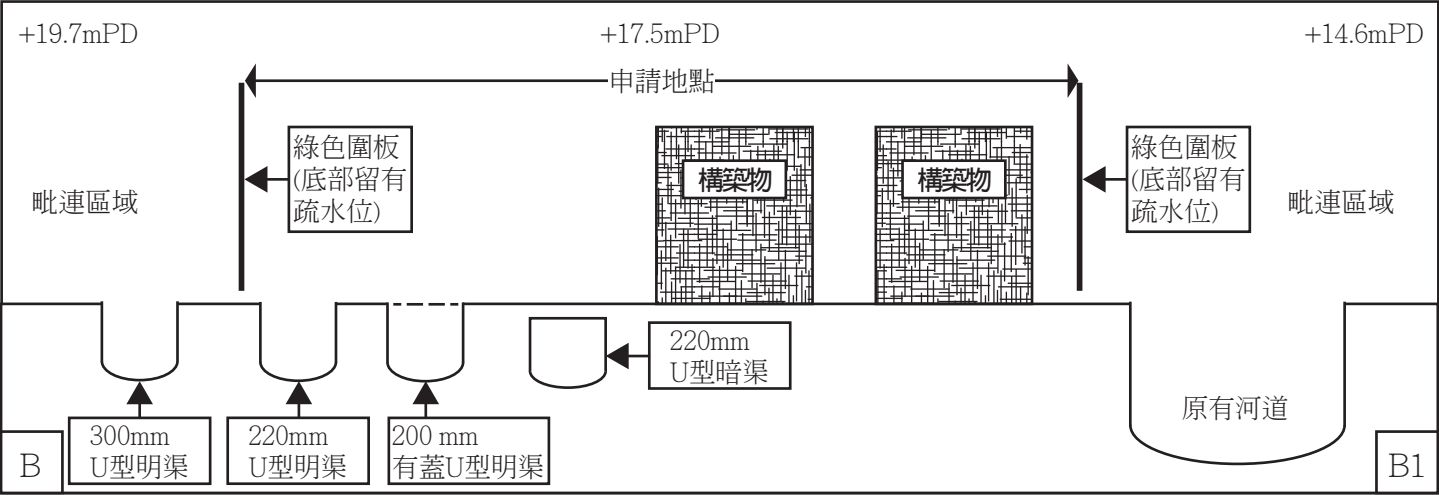 +19.7mPD
+17.5mPD
+14.6mPD
申請地點
綠色圍板
(底部留有
疏水位)
構築物
構築物
綠色圍板
(底部留有
疏水位)
毗連區域
毗連區域
220mm
U型暗渠
原有河道
300mm
U型明渠
220mm
U型明渠
200 mm
有蓋U型明渠
B
B1